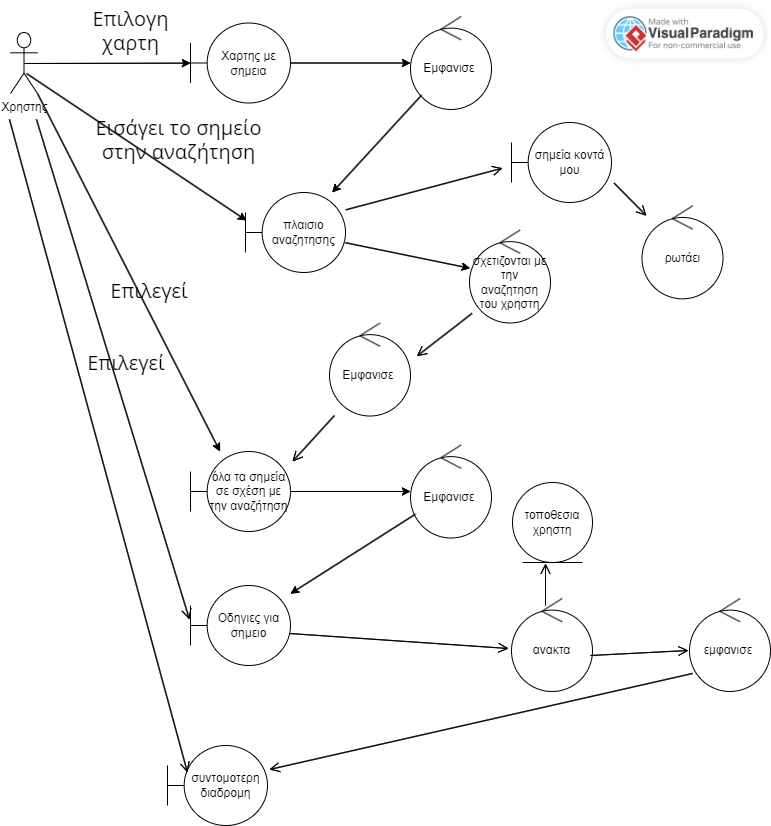 Επιλογη
χαρτη
Made with
Visual Paradigm
For non-commercial use
Χαρτης με
σημεια
Εμφανισε
Χρηστης
Εισάγει το σημείο
στην αναζήτηση
σημεία κοντά
μου
πλαισιο
αναζητησης
ρωτάει
σχετιζονται με
την
αναζητηση
του χρηστη
Επιλεγεί
Επιλεγεί
Εμφανισε
όλα τα σημεία
σε σχέση με
την αναζήτηση
Εμφανισε
τοποθεσια
χρηστη
Οδηγιες για
σημειο
ανακτα
εμφανισε
συντομοτερη
διαδρομη